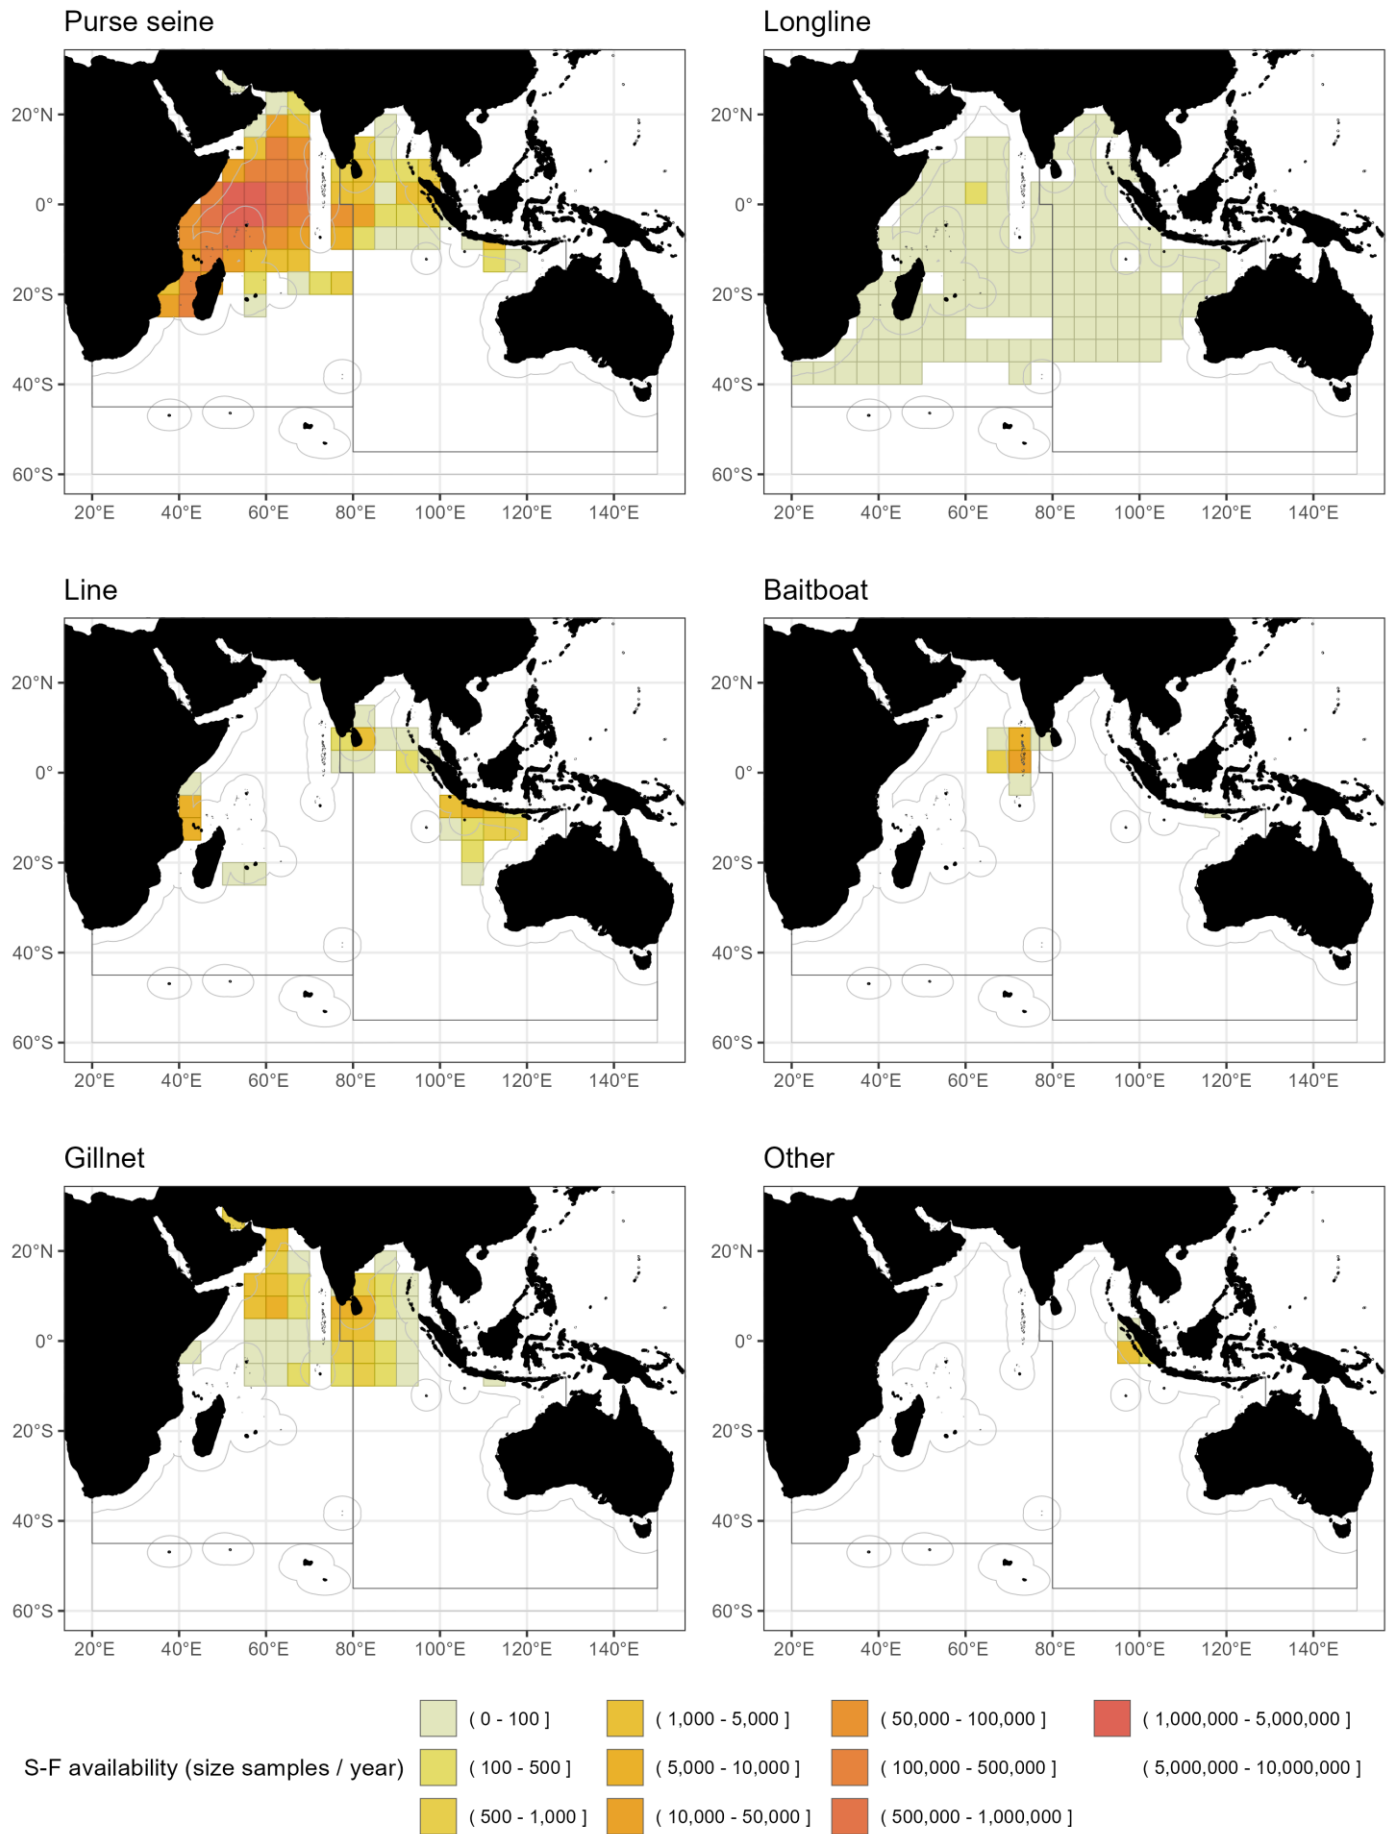 Purse seine
Longline
20°N
0°
20°S
40°S
60°S
20°E 40°E 60°E 80°E 100°E 120°E 140°E
20°N
0°
20°S
40°S
60°S
20°E 40°E 60°E 80°E 100°E 120°E 140°E
Line
Baitboat
20°N
0°
20°S
40°S
60°S
20°E 40°E 60°E 80°E 100°E 120°E 140°E
20°N
0°
20°S
40°S
60°S
20°E 40°E 60°E 80°E 100°E 120°E 140°E
Gillnet
Other
20°N
0°
20°S
40°S
60°S
20°E 40°E 60°E 80°E 100°E 120°E 140°E
20°N
0°
20°S
40°S
60°S
20°E 40°E 60°E 80°E 100°E 120°E 140°E
S-F availability (size samples / year)
( 0 - 100 ]
( 100 - 500 ]
( 500 - 1,000 ]
( 1,000 - 5,000 ]
( 5,000 - 10,000 ]
( 10,000 - 50,000 ]
( 50,000 - 100,000 ]
( 100,000 - 500,000 ]
( 500,000 - 1,000,000 ]
( 1,000,000 - 5,000,000 ]
( 5,000,000 - 10,000,000 ]